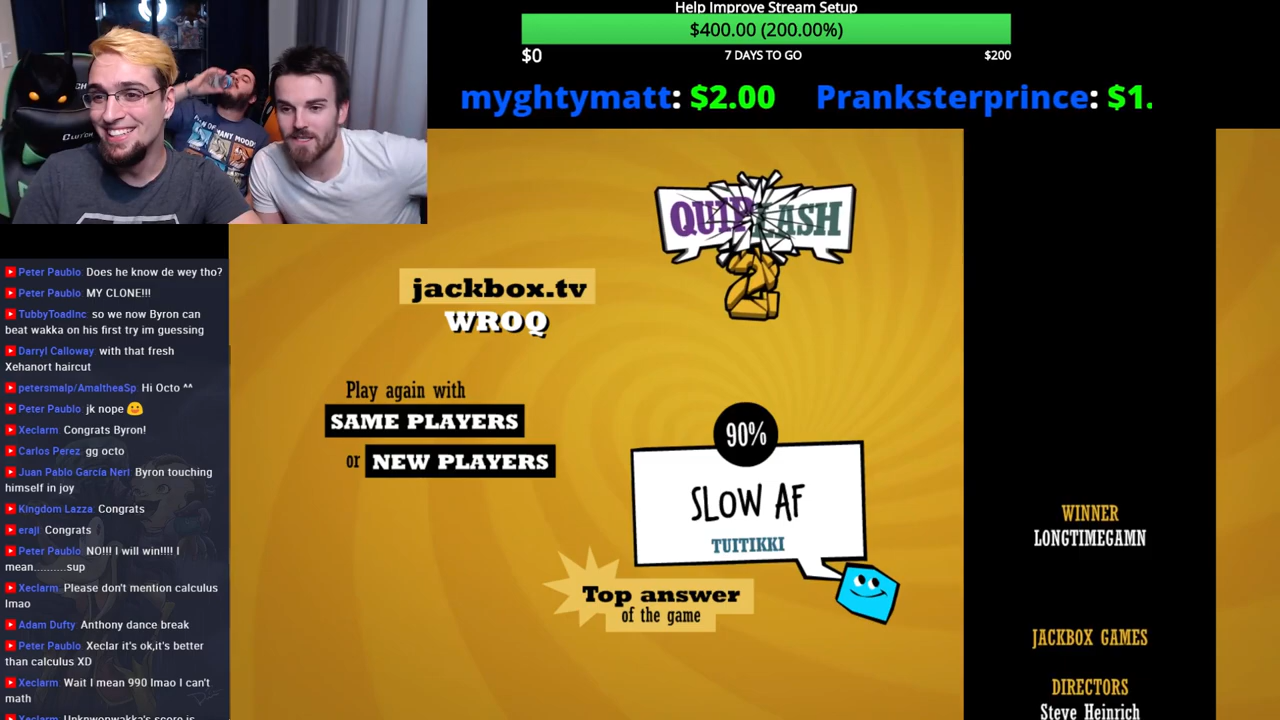 Help Improve Stream Setup
$400.00 (200.00%)
$0
7 DAYS TO GO
$200
myghtymatt: $2.00 Pranksterprince: $1.
CLUTCH
QUIPLASH
2
jackbox.tv
WROQ
Play again with
SAME PLAYERS
or NEW PLAYERS
90%
SLOW AF
TUITIKKI
Top answer
of the game
WINNER
LONGTIMEGAMN
JACKBOX GAMES
DIRECTORS
Steve Heinrich
Peter Paublo Does he know de wey tho?
Peter Paublo MY CLONE!!!
TubbyToadInc so we now Byron can
beat wakka on his first try im guessing
Darryl Calloway with that fresh
Xehanort haircut
petersmalp/AmaltheaSp Hi Octo ^^
Peter Paublo jk nope
Xeclarm Congrats Byron!
Carlos Perez gg octo
Juan Pablo García Neri Byron touching
himself in joy
Kingdom Lazza Congrats
eraji Congrats
Peter Paublo NO!!! I will win!!!! I
mean..........sup
Xeclarm Please don't mention calculus
lmao
Adam Dufty Anthony dance break
Peter Paublo Xeclar it's ok,it's better
than calculus XD
Xeclarm Wait I mean 990 lmao I can't
math
Xeclarm Unknwonwakka's score is